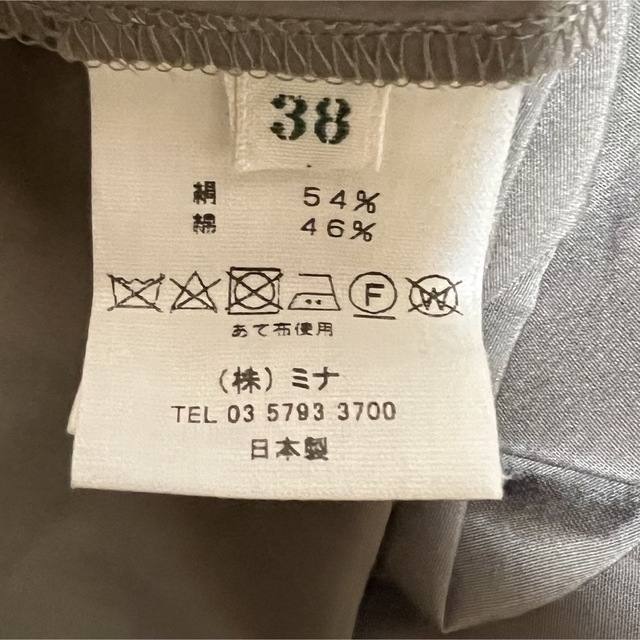 38
絹 54%
綿 46%
F W
あて布使用
(株)ミナ
TEL 03 5793 3700
日本製